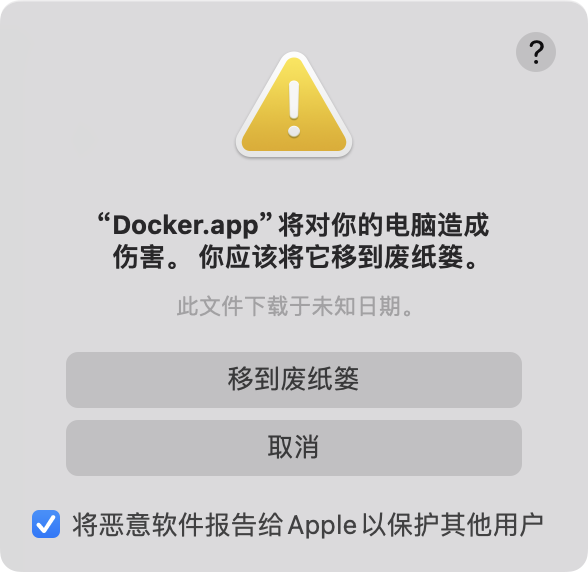 ?
“Docker.app”将对你的电脑造成
伤害。 你应该将它移到废纸篓。
此文件下载于未知日期。
移到废纸篓
取消
将恶意软件报告给Apple以保护其他用户